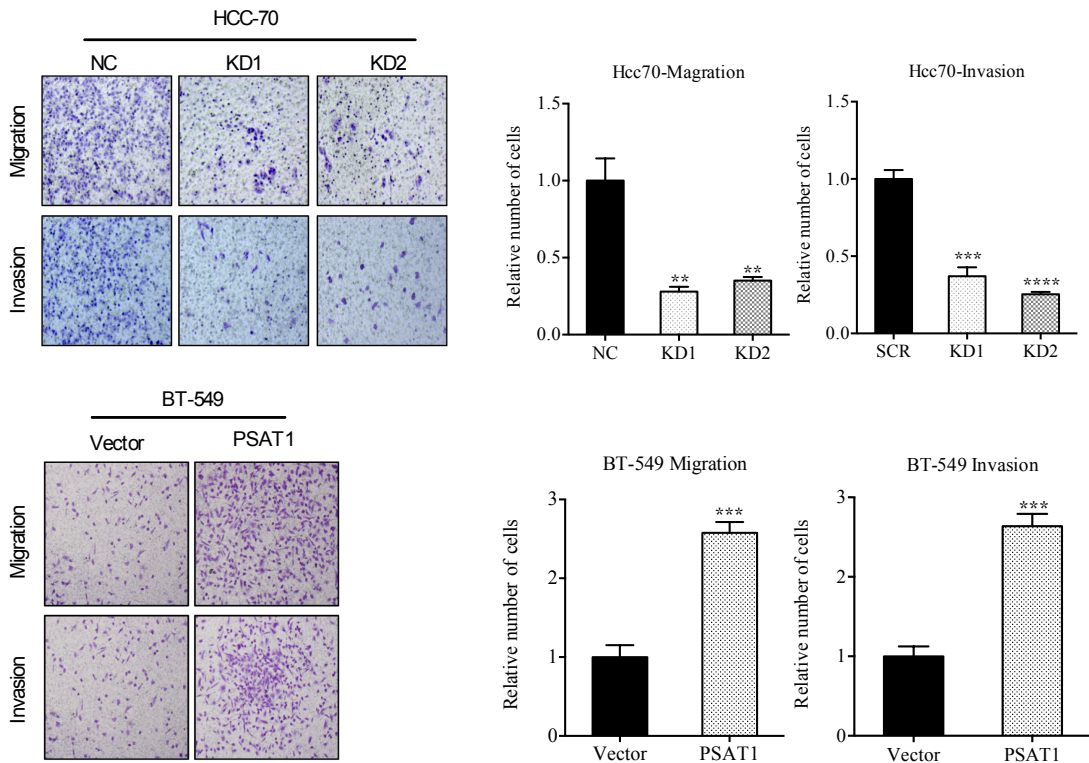 HCC-70
NC KD1 KD2
Migration
Invasion
Hcc70-Magration
Relative number of cells
1.5
1.0
0.5
0.0
** **
NC KD1 KD2
Hcc70-Invasion
Relative number of cells
1.5
1.0
0.5
0.0
*** ****
SCR KD1 KD2
BT-549
Vector PSAT1
Migration
Invasion
BT-549 Migration
Relative number of cells
3
2
1
0
***
Vector PSAT1
BT-549 Invasion
Relative number of cells
3
2
1
0
***
Vector PSAT1